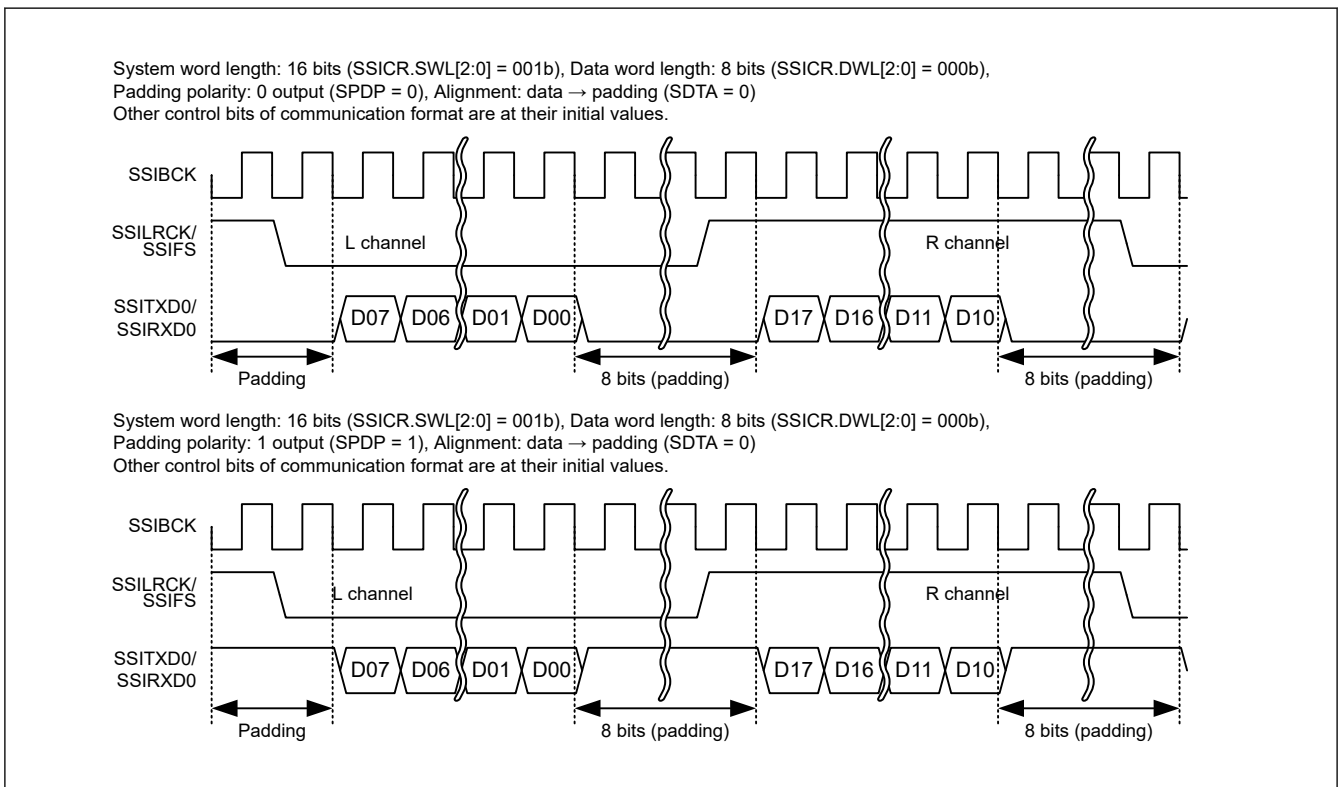 System word length: 16 bits (SSICR.SWL[2:0] = 001b), Data word length: 8 bits (SSICR.DWL[2:0] = 000b),
Padding polarity: 0 output (SPDP = 0), Alignment: data → padding (SDTA = 0)
Other control bits of communication format are at their initial values.
SSIBCK
SSILRCK/
SSIFS
L channel
R channel
SSITXD0/
SSIRXD0
D07 D06 D01 D00 D17 D16 D11 D10
Padding 8 bits (padding) 8 bits (padding)
System word length: 16 bits (SSICR.SWL[2:0] = 001b), Data word length: 8 bits (SSICR.DWL[2:0] = 000b),
Padding polarity: 1 output (SPDP = 1), Alignment: data → padding (SDTA = 0)
Other control bits of communication format are at their initial values.
SSIBCK
SSILRCK/
SSIFS
L channel
R channel
SSITXD0/
SSIRXD0
D07 D06 D01 D00 D17 D16 D11 D10
Padding 8 bits (padding) 8 bits (padding)